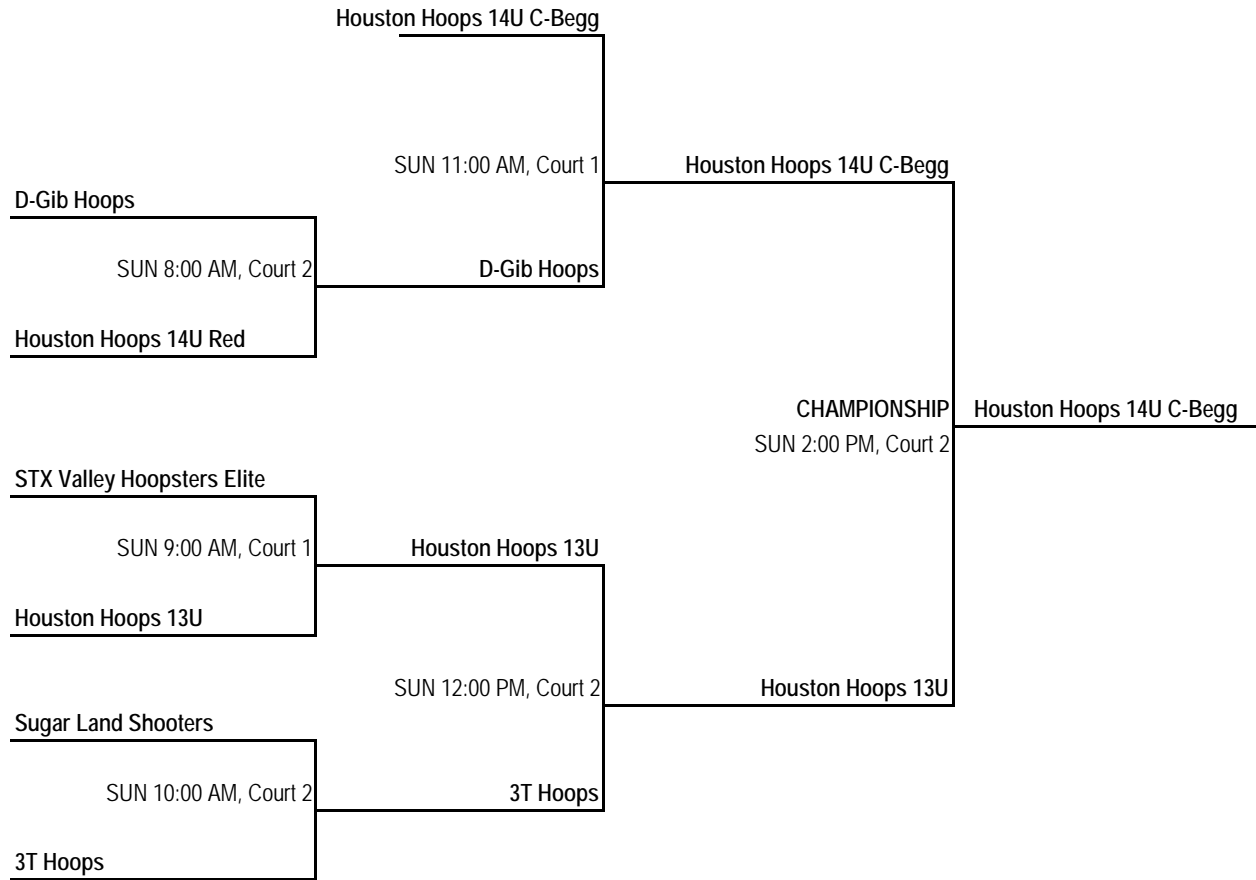 Houston Hoops 14U C-Begg
SUN 11:00 AM, Court 1
Houston Hoops 14U C-Begg
D-Gib Hoops
SUN 8:00 AM, Court 2
D-Gib Hoops
Houston Hoops 14U Red
CHAMPIONSHIP
Houston Hoops 14U C-Begg
SUN 2:00 PM, Court 2
STX Valley Hoopsters Elite
SUN 9:00 AM, Court 1
Houston Hoops 13U
Houston Hoops 13U
SUN 12:00 PM, Court 2
Houston Hoops 13U
Sugar Land Shooters
SUN 10:00 AM, Court 2
3T Hoops
3T Hoops